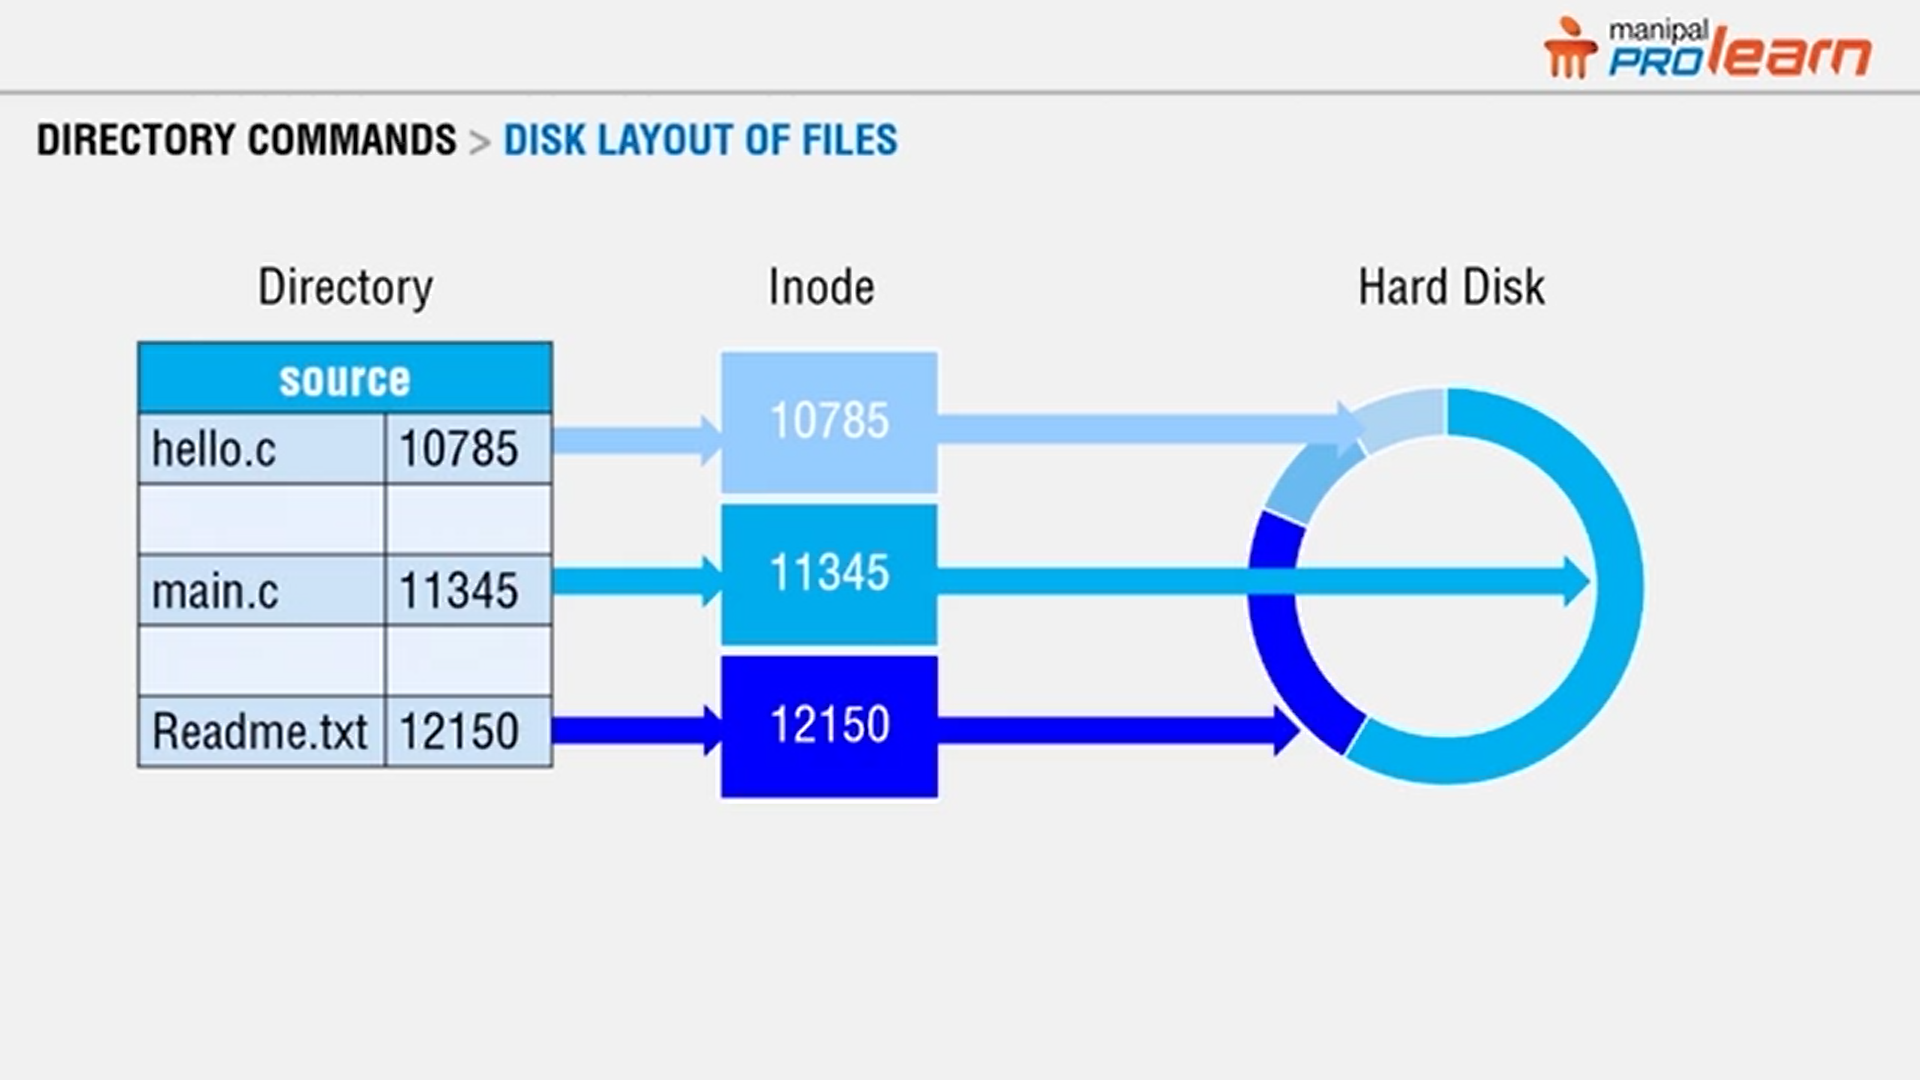 manipal
PROlearn
DIRECTORY COMMANDS > DISK LAYOUT OF FILES
Directory Inode Hard Disk
source
hello.c 10785 10785
main.c 11345 11345
Readme.txt 12150 12150